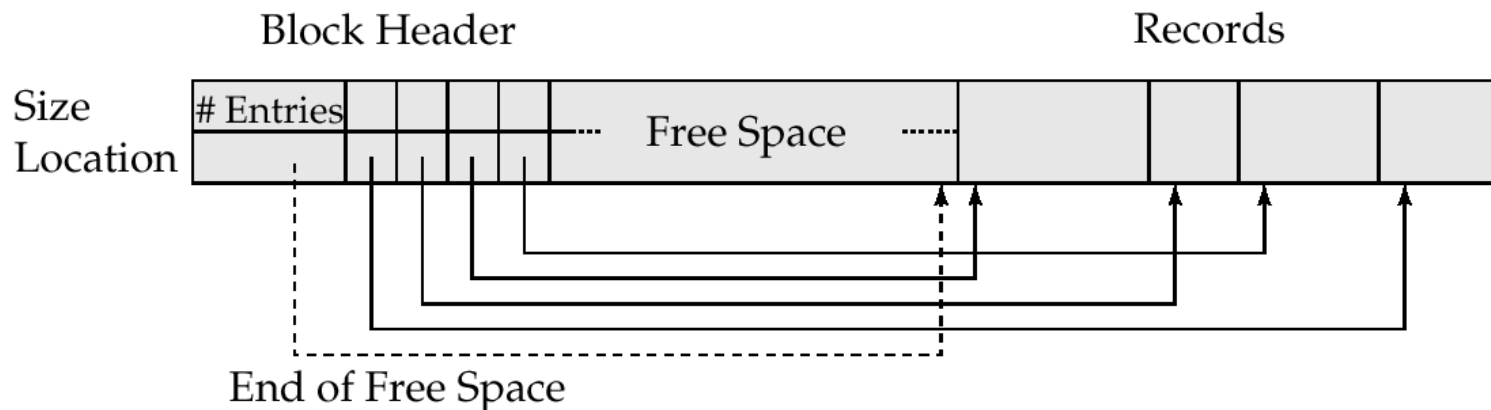 Block Header
Records
Size
# Entries
Free Space
Location
End of Free Space